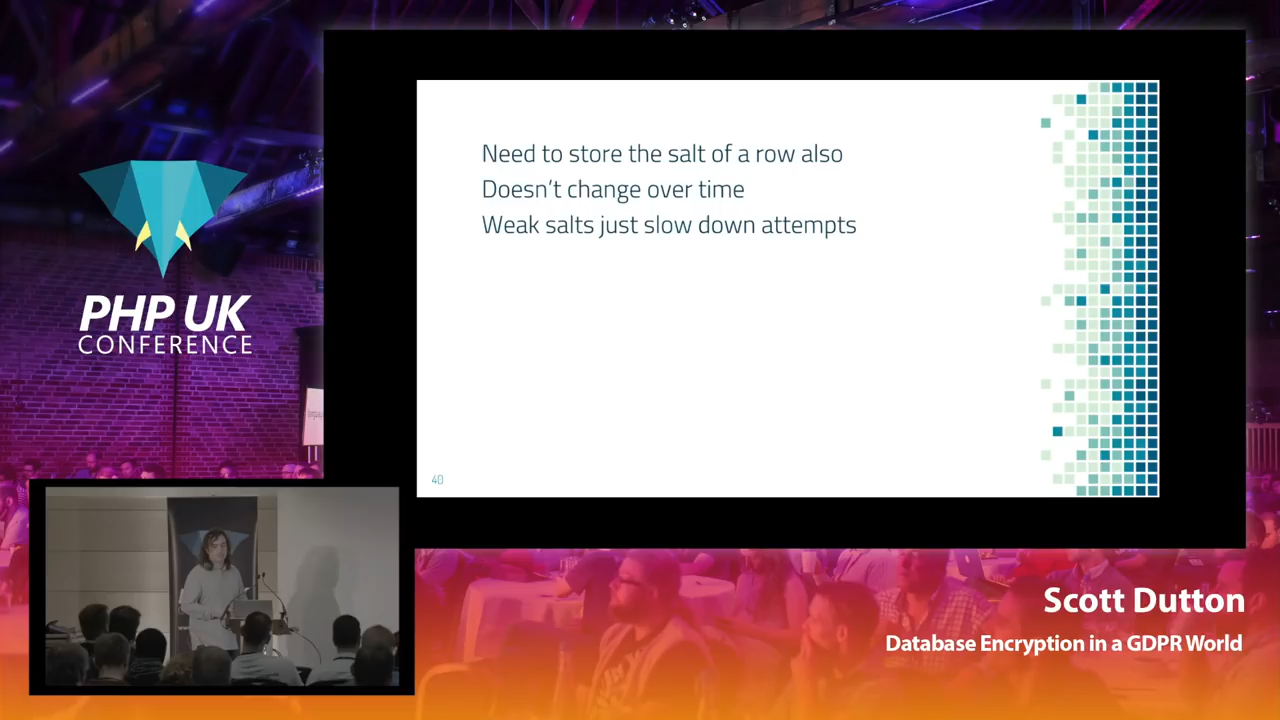 PHP UK
CONFERENCE
Need to store the salt of a row also
Doesn't change over time
Weak salts just slow down attempts
40
Scott Dutton
Database Encryption in a GDPR World